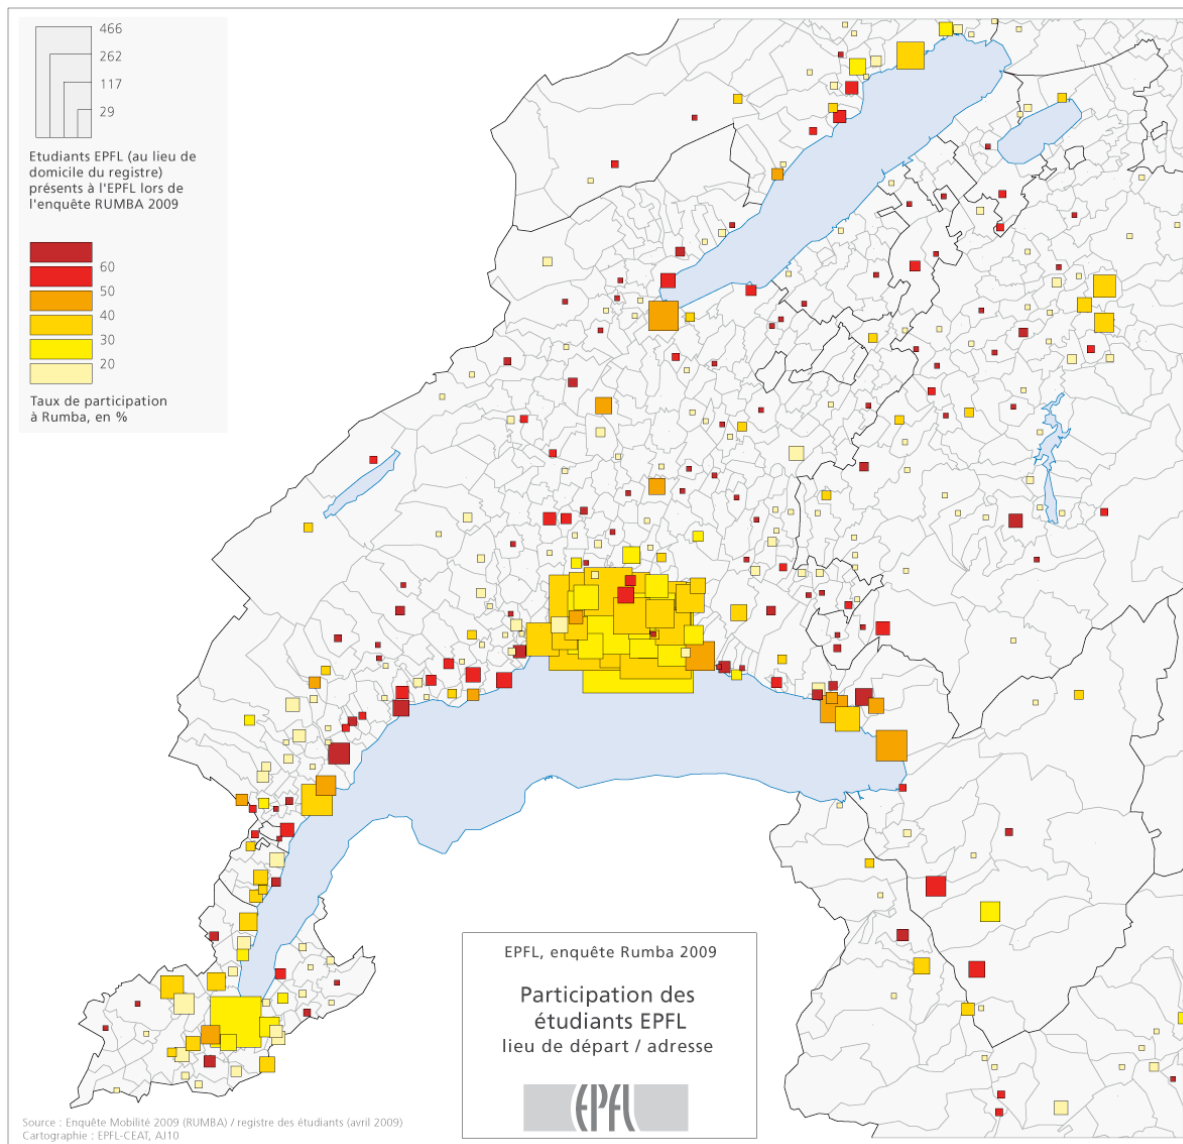 466
262
117
29
Etudiants EPFL (au lieu de
domicile du registre)
présents à l'EPFL lors de
l'enquête RUMBA 2009
60
50
40
30
20
Taux de participation
à Rumba, en %
EPFL, enquête Rumba 2009
Participation des
étudiants EPFL
lieu de départ / adresse
EPFL
Source : Enquête Mobilité 2009 (RUMBA) / registre des étudiants (avril 2009)
Cartographie : EPFL-CEAT, AJ10